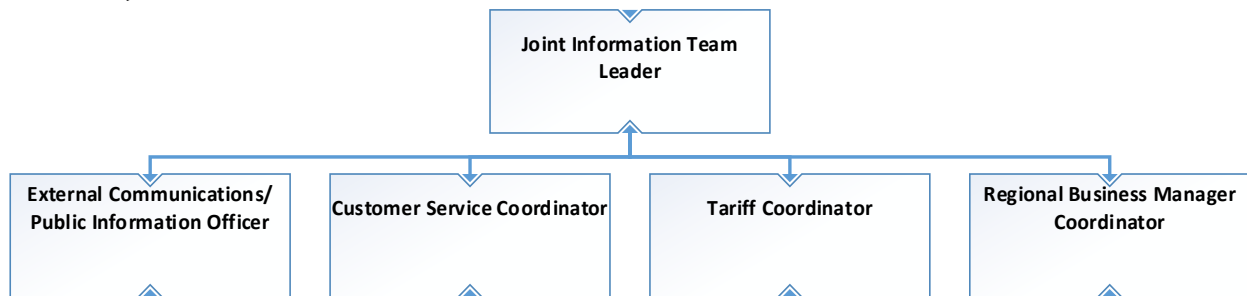 Joint Information Team
Leader
External Communications/
Public Information Officer
Customer Service Coordinator
Tariff Coordinator
Regional Business Manager
Coordinator